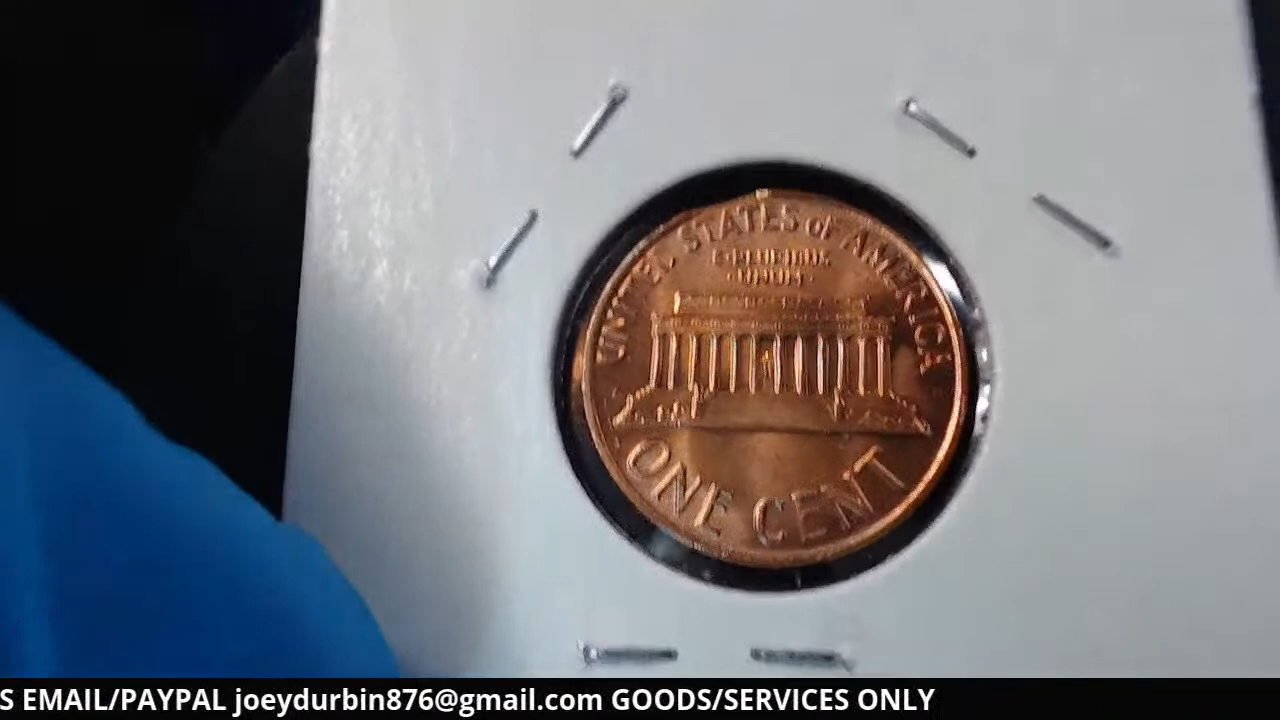 UNITED STATES of AMERICA
E·PLURIBUS
·UNUM·
ONE CENT
S EMAIL/PAYPAL joeydurbin876@gmail.com GOODS/SERVICES ONLY